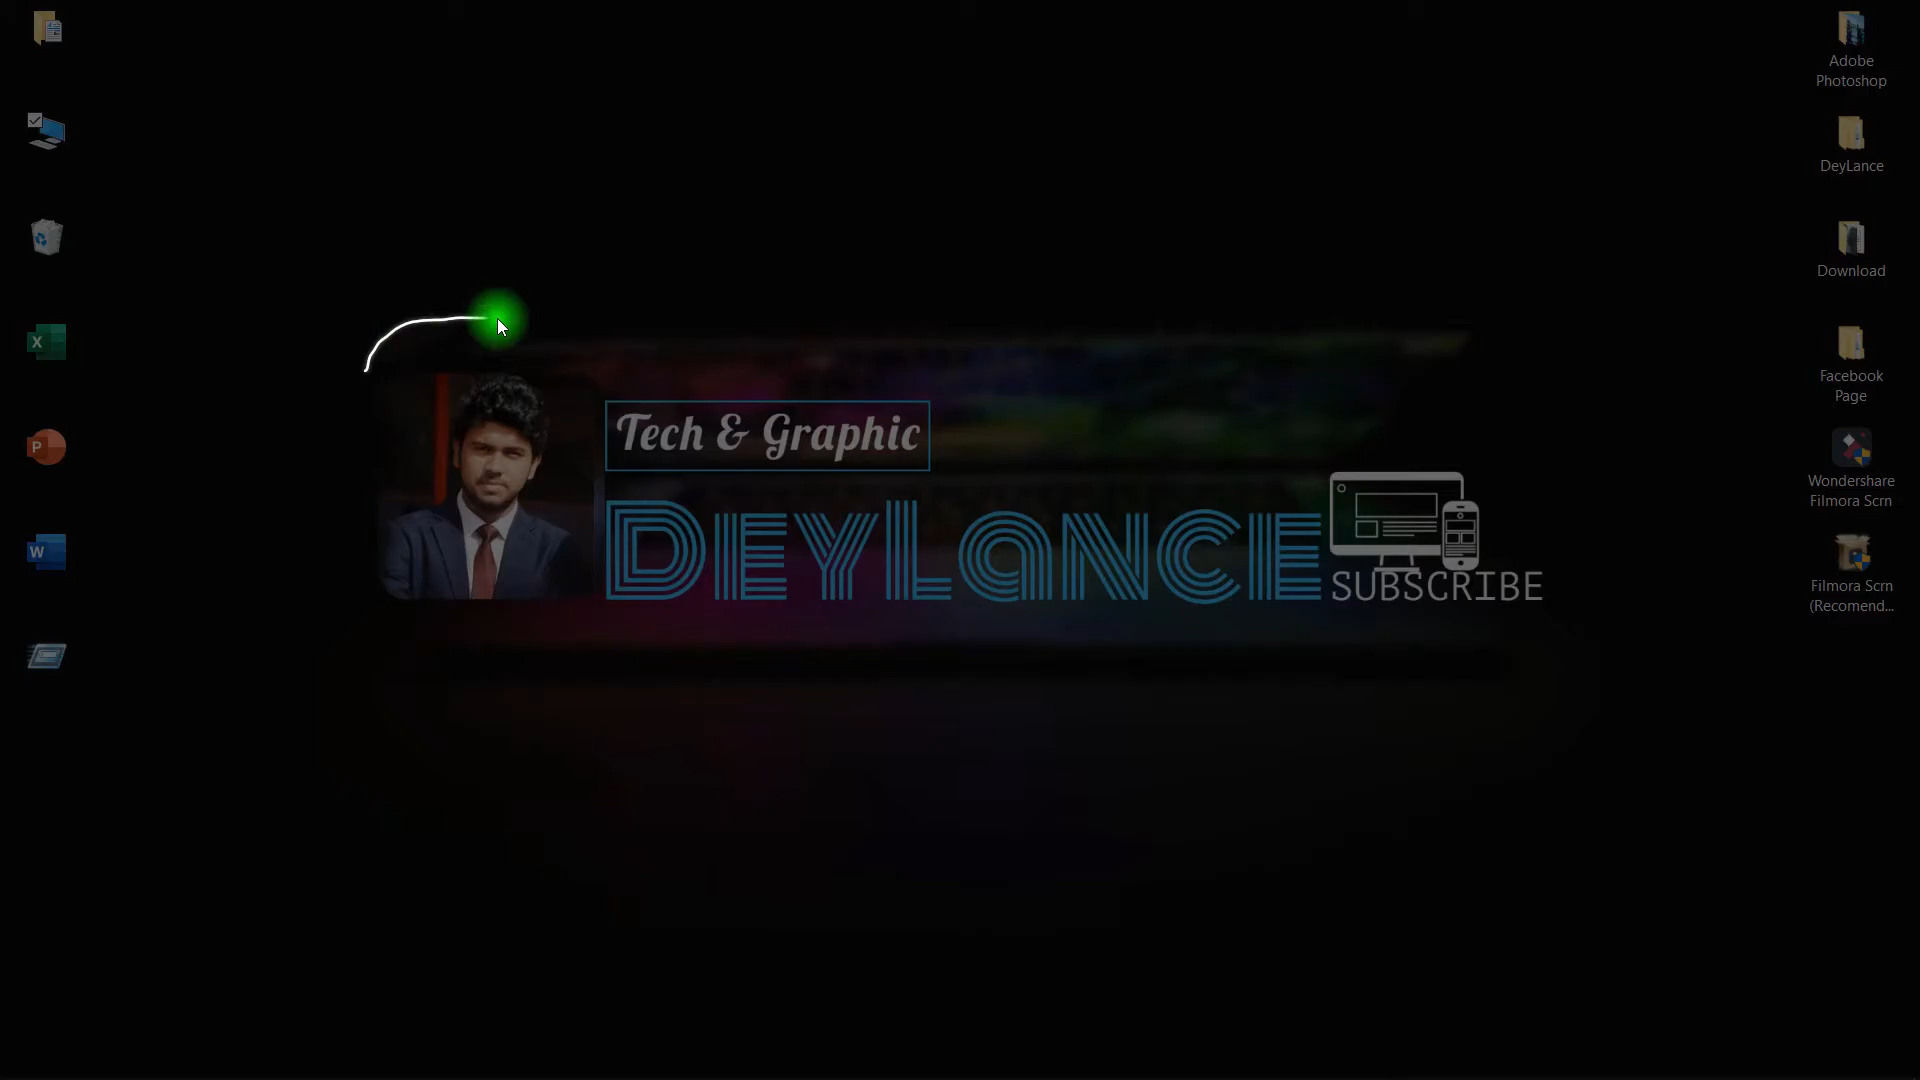 Adobe
Photoshop
DeyLance
Download
Facebook
Page
Wondershare
Filmora Scrn
Filmora Scrn
(Recomend...
X
P
W
Tech & Graphic
DEYLANCE
SUBSCRIBE